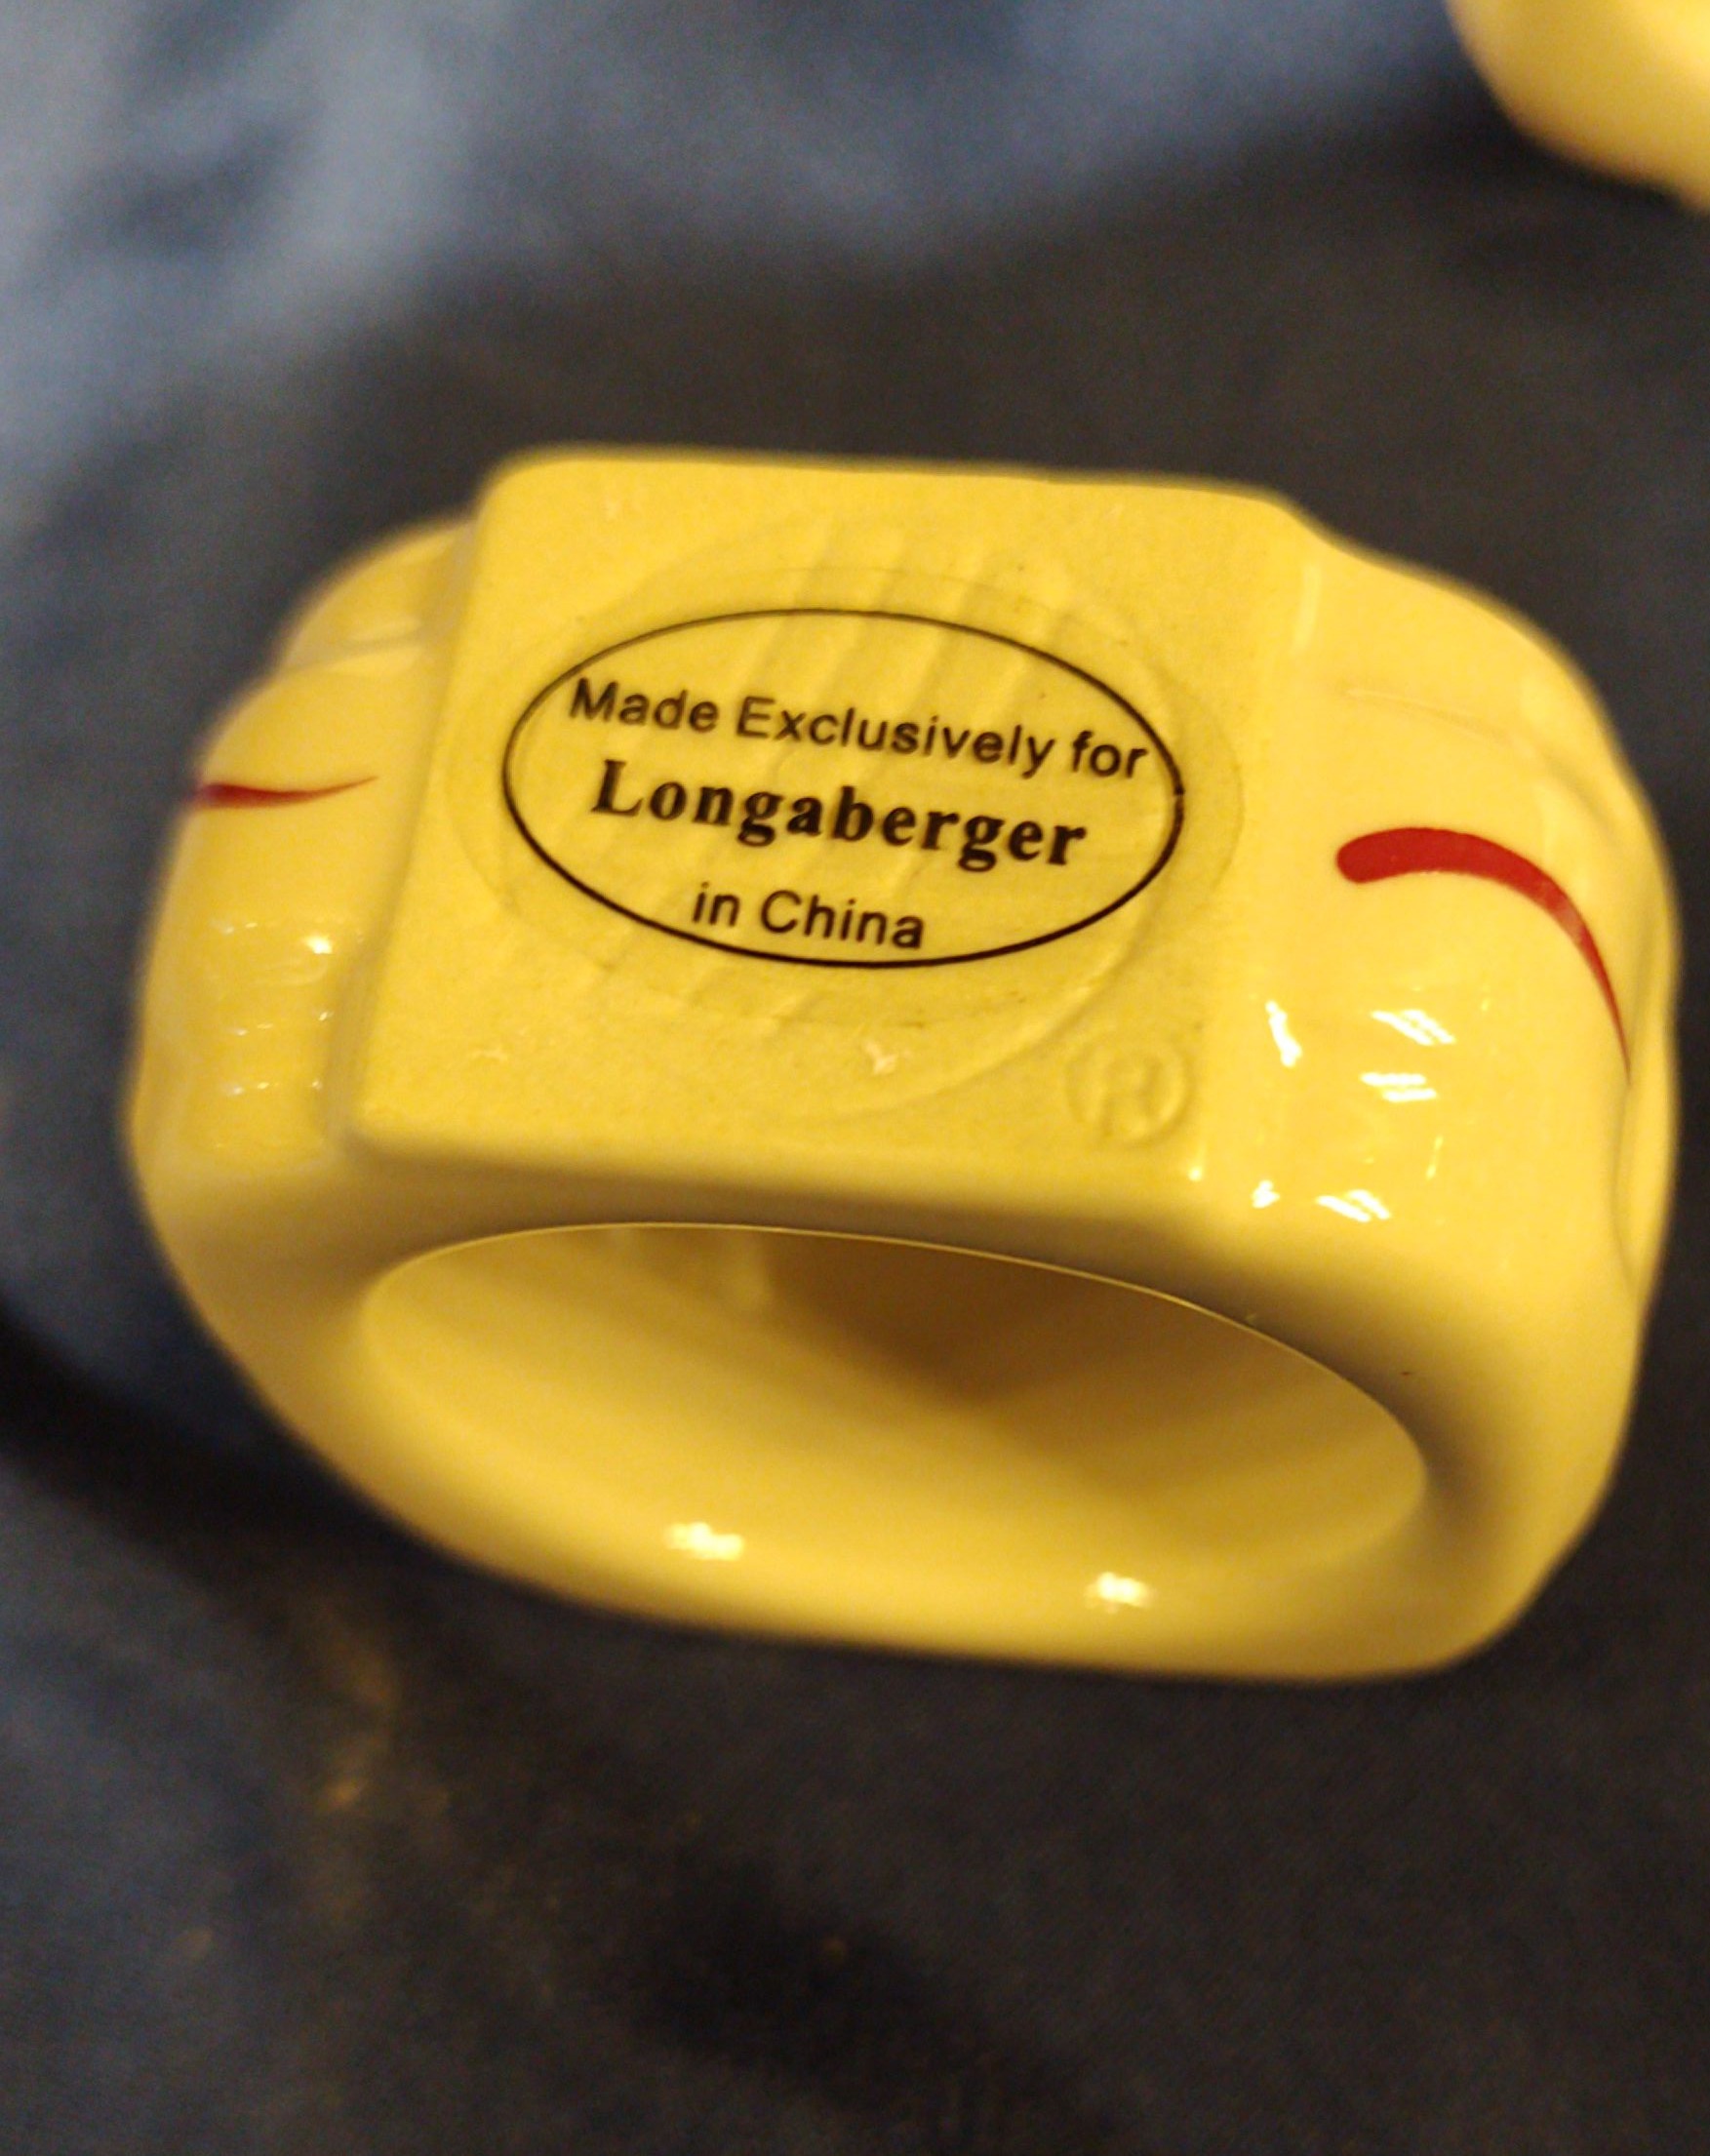 Made Exclusively for
Longaberger
in China
®